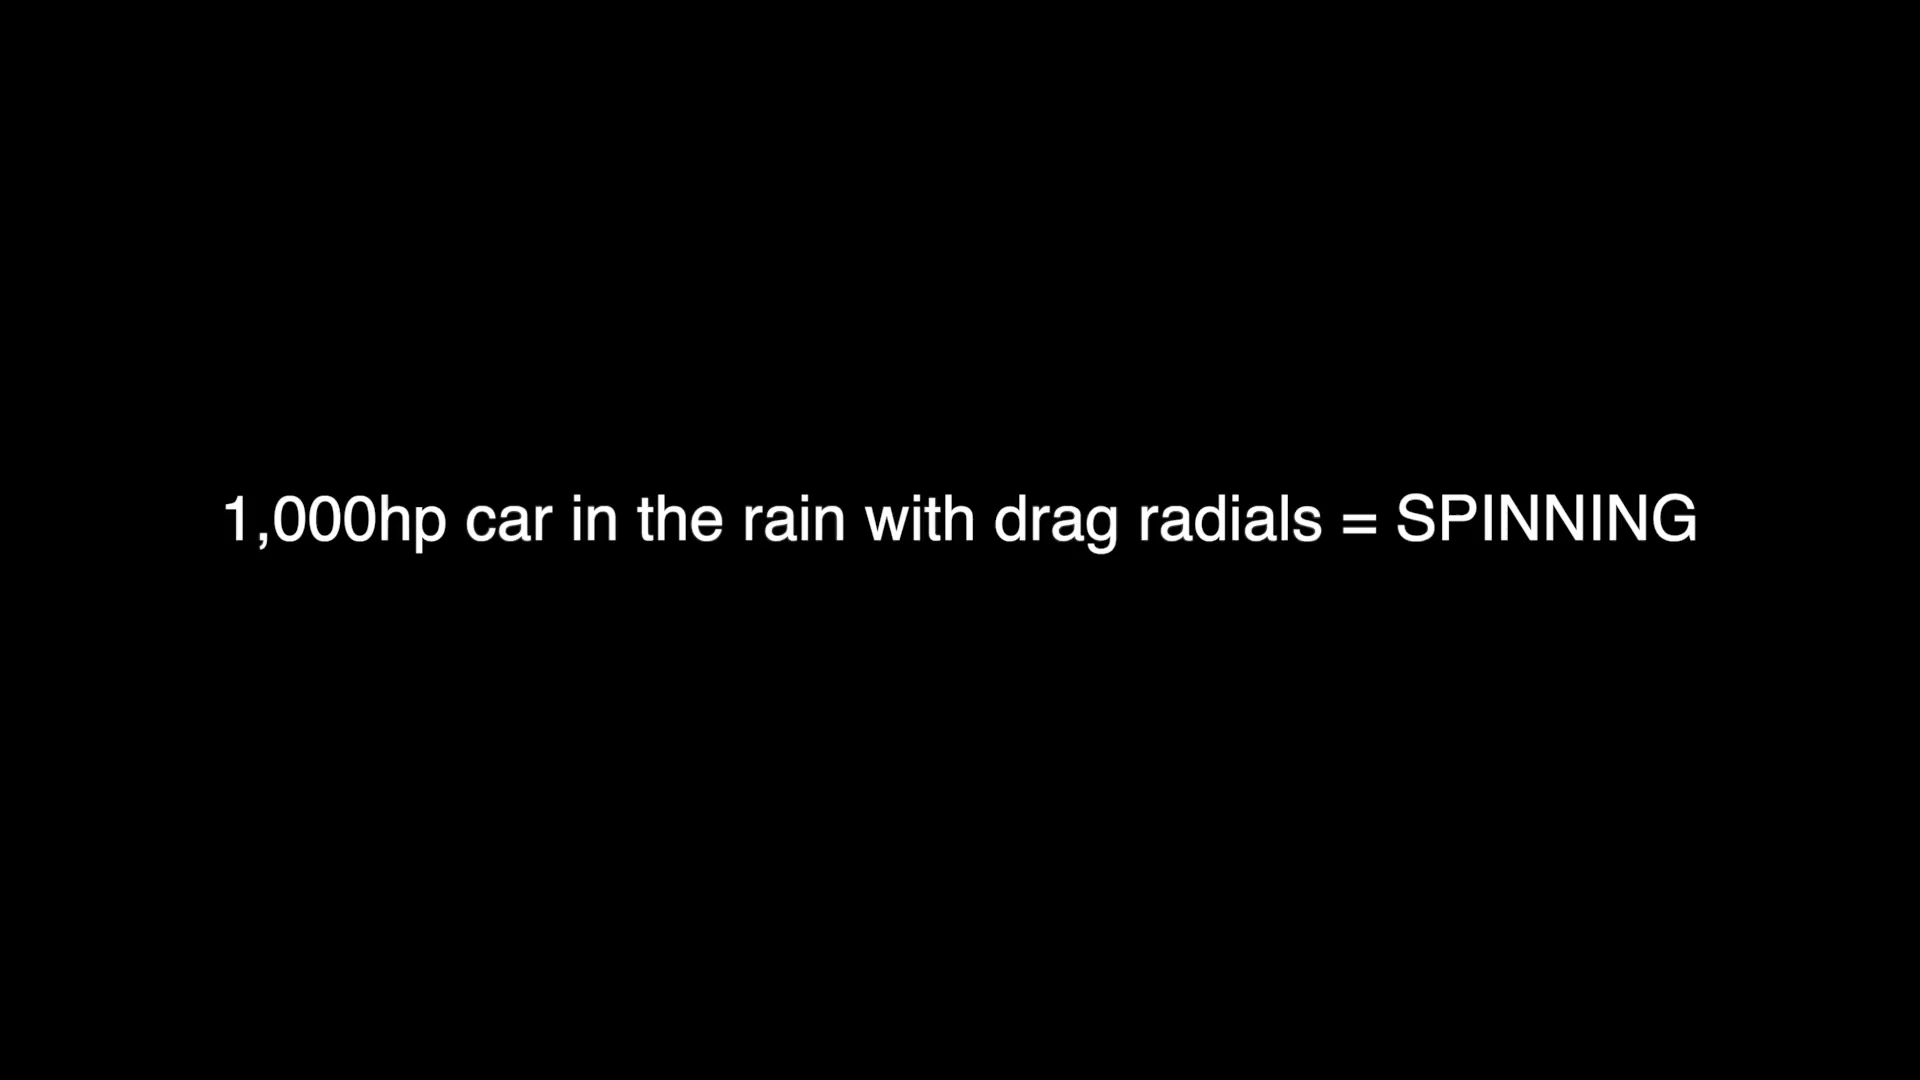 1,000hp car in the rain with drag radials = SPINNING